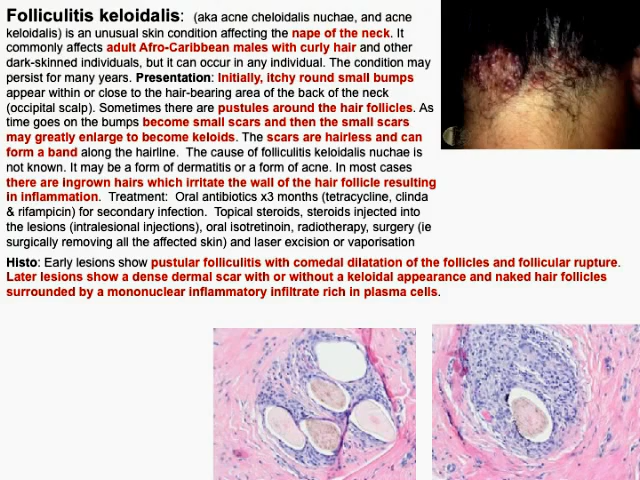 Folliculitis keloidalis: (aka acne cheloidalis nuchae, and acne
keloidalis) is an unusual skin condition affecting the nape of the neck. It
commonly affects adult Afro-Caribbean males with curly hair and other
dark-skinned individuals, but it can occur in any individual. The condition may
persist for many years. Presentation: Initially, itchy round small bumps
appear within or close to the hair-bearing area of the back of the neck
(occipital scalp). Sometimes there are pustules around the hair follicles. As
time goes on the bumps become small scars and then the small scars
may greatly enlarge to become keloids. The scars are hairless and can
form a band along the hairline. The cause of folliculitis keloidalis nuchae is
not known. It may be a form of dermatitis or a form of acne. In most cases
there are ingrown hairs which irritate the wall of the hair follicle resulting
in inflammation. Treatment: Oral antibiotics x3 months (tetracycline, clinda
& rifampicin) for secondary infection. Topical steroids, steroids injected into
the lesions (intralesional injections), oral isotretinoin, radiotherapy, surgery (ie
surgically removing all the affected skin) and laser excision or vaporisation
Histo: Early lesions show pustular folliculitis with comedal dilatation of the follicles and follicular rupture.
Later lesions show a dense dermal scar with or without a keloidal appearance and naked hair follicles
surrounded by a mononuclear inflammatory infiltrate rich in plasma cells.